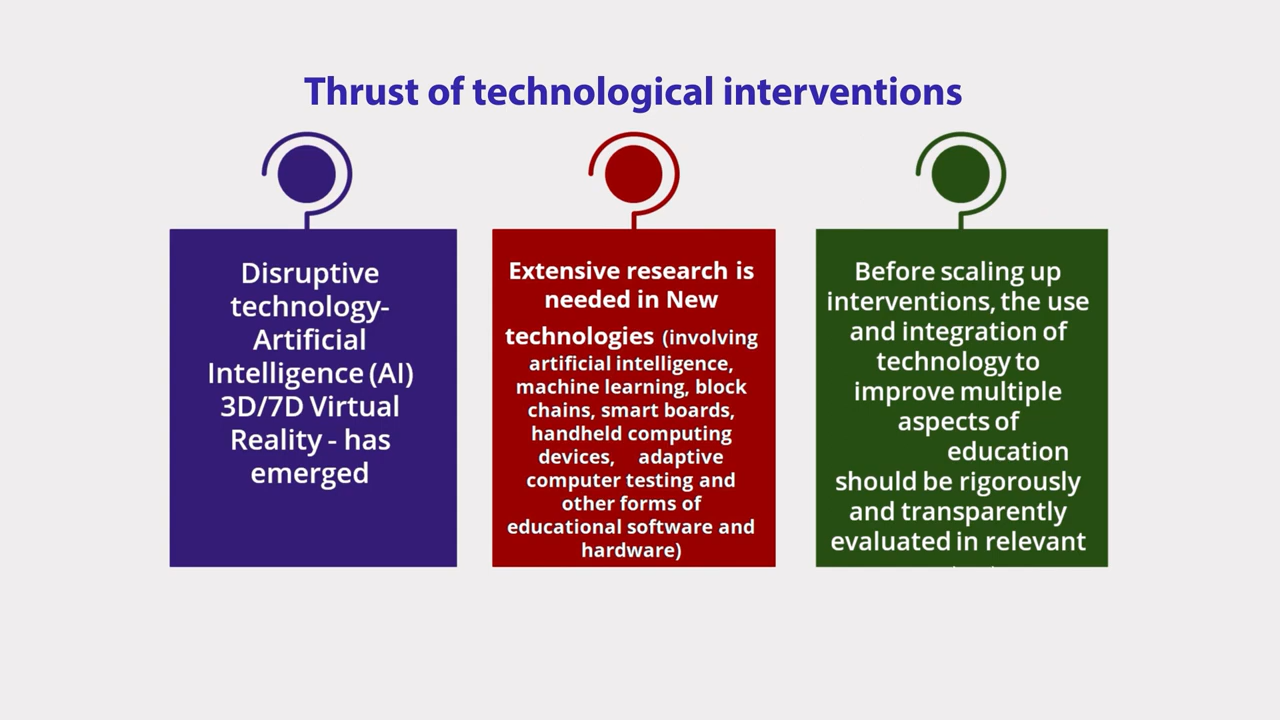 Thrust of technological interventions
Disruptive
technology-
Artificial
Intelligence (AI)
3D/7D Virtual
Reality - has
emerged
Extensive research is
needed in New
technologies (involving
artificial intelligence,
machine learning, block
chains, smart boards,
handheld computing
devices, adaptive
computer testing and
other forms of
educational software and
hardware)
Before scaling up
interventions, the use
and integration of
technology to
improve multiple
aspects of
education
should be rigorously
and transparently
evaluated in relevant